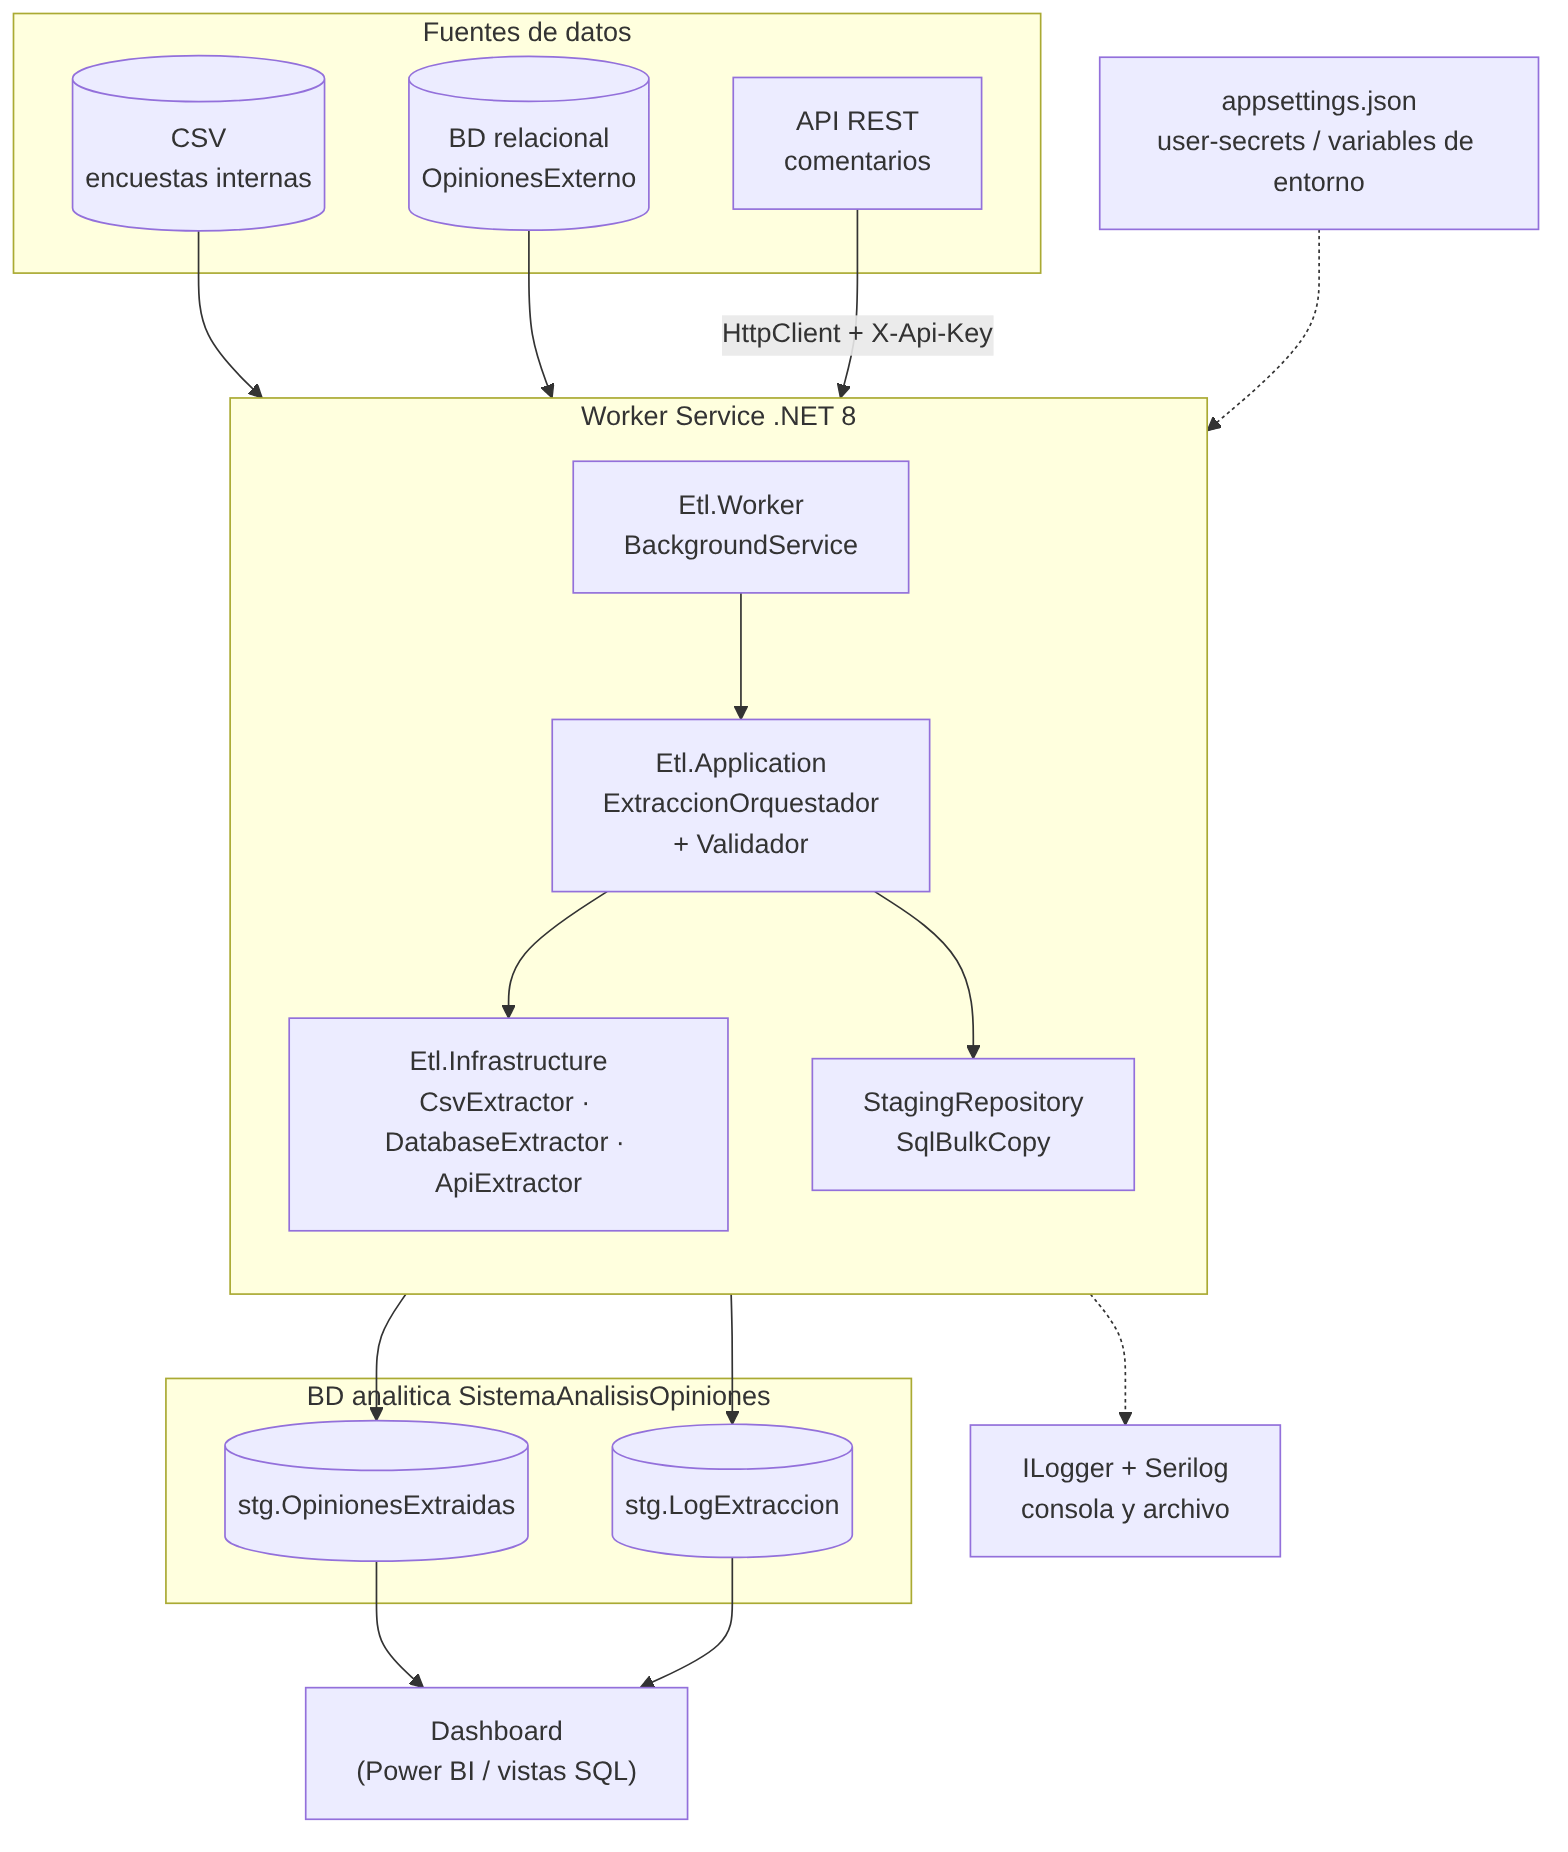 Fuentes de datos
CSV
encuestas internas
BD relacional
OpinionesExterno
API REST
comentarios
appsettings.json
user-secrets / variables de
entorno
HttpClient + X-Api-Key
Worker Service .NET 8
Etl.Worker
BackgroundService
Etl.Application
ExtraccionOrquestador
+ Validador
Etl.Infrastructure
CsvExtractor ·
DatabaseExtractor ·
ApiExtractor
StagingRepository
SqlBulkCopy
BD analitica SistemaAnalisisOpiniones
stg.OpinionesExtraidas
stg.LogExtraccion
ILogger + Serilog
consola y archivo
Dashboard
(Power BI / vistas SQL)